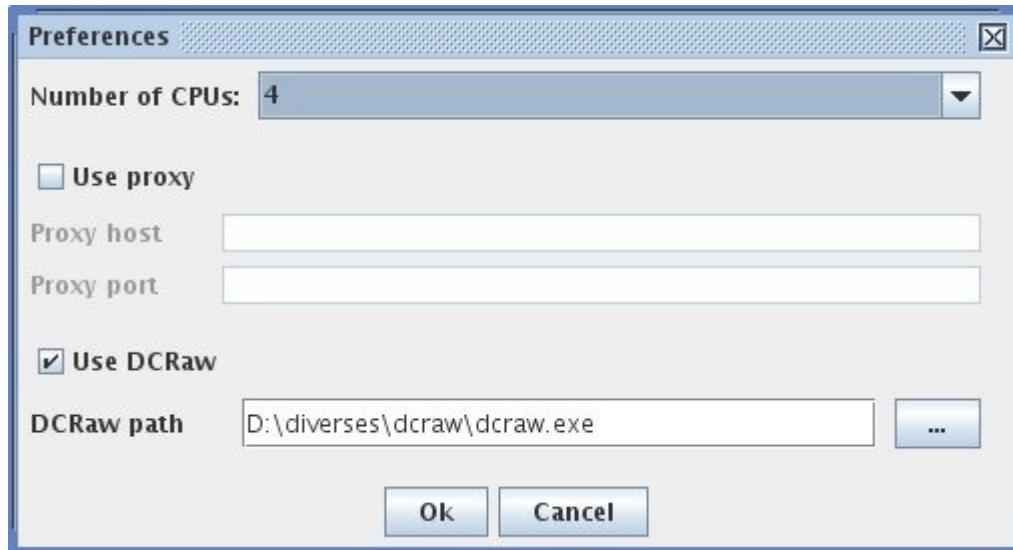 Preferences
Number of CPUs: 4
Use proxy
Proxy host
Proxy port
Use DCRaw
DCRaw path D:\diverses\dcraw\dcraw.exe ...
Ok Cancel